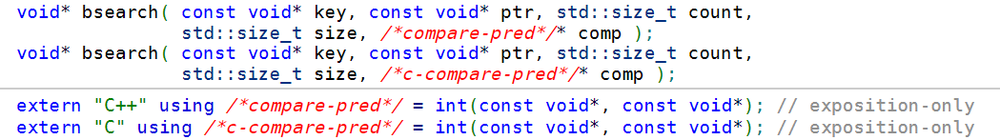 void* bsearch( const void* key, const void* ptr, std::size_t count,
std::size_t size, /*compare-pred*/* comp );
void* bsearch( const void* key, const void* ptr, std::size_t count,
std::size_t size, /*c-compare-pred*/* comp );
extern "C++" using /*compare-pred*/ = int(const void*, const void*); // exposition-only
extern "C" using /*c-compare-pred*/ = int(const void*, const void*); // exposition-only